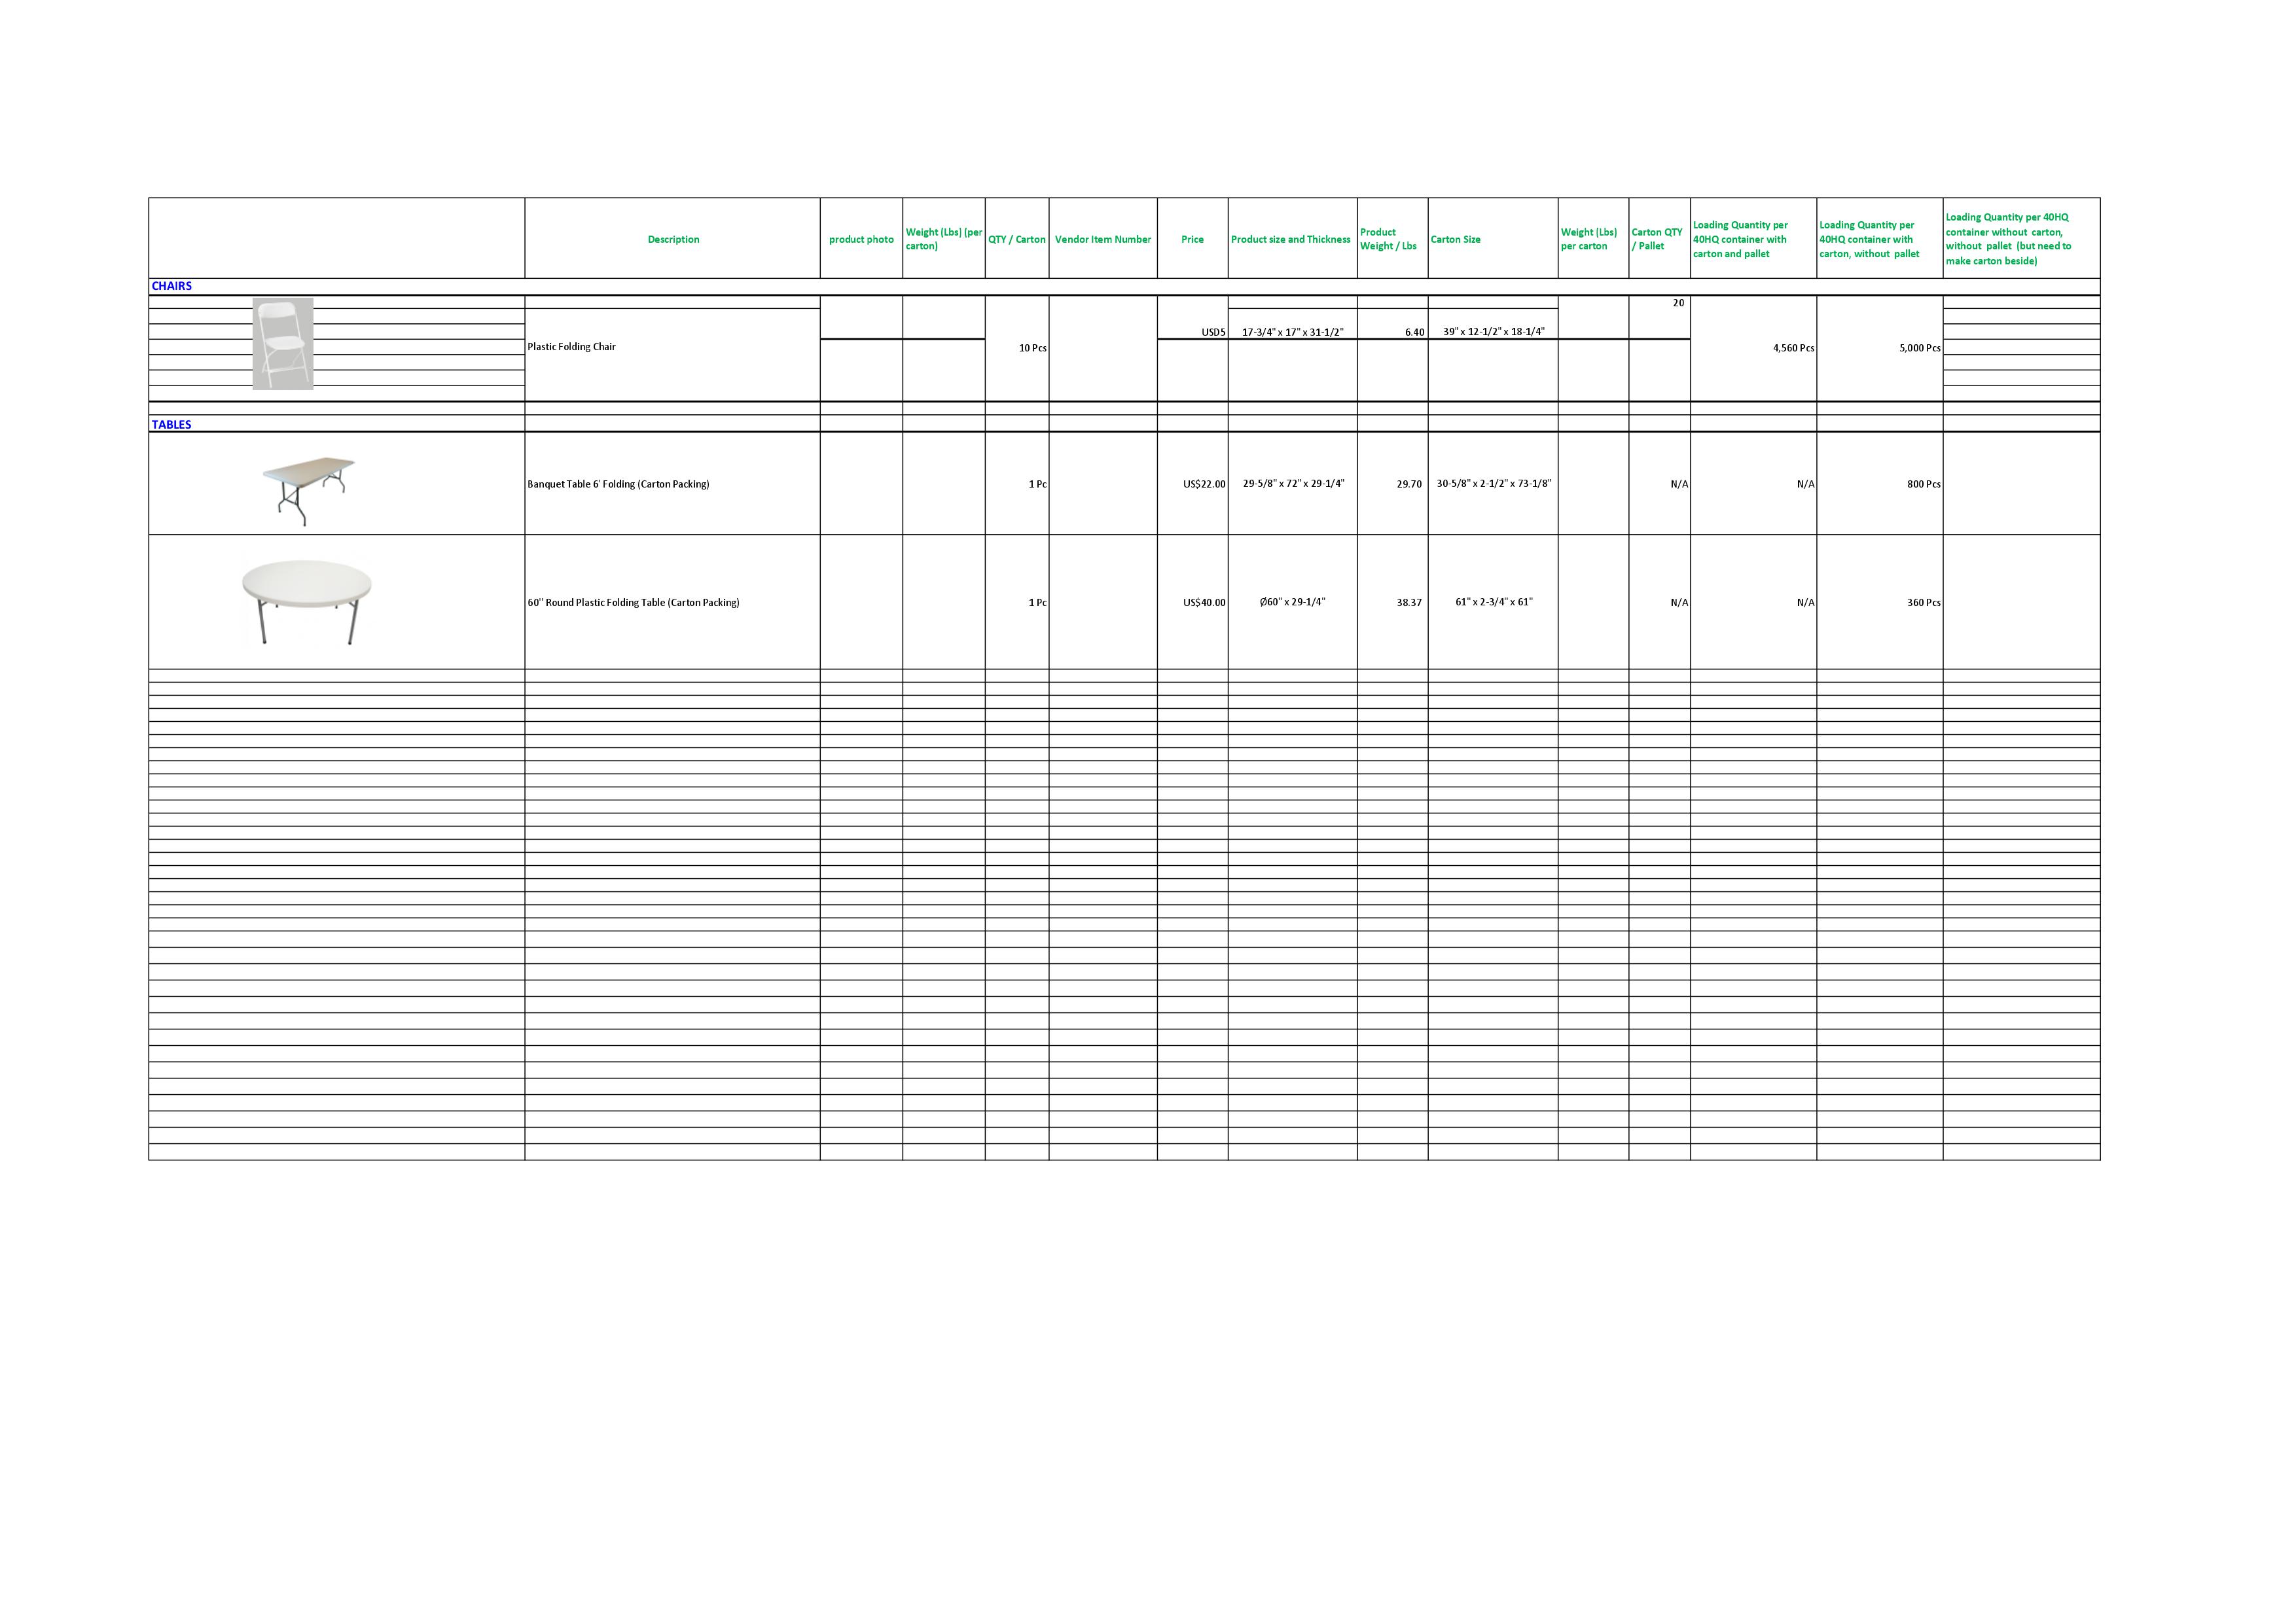 Description
product photo
Weight (Lbs) (per
carton)
QTY / Carton
Vendor Item Number
Price
Product size and Thickness
Product
Weight / Lbs
Carton Size
Weight (Lbs)
per carton
Carton QTY
/ Pallet
Loading Quantity per
40HQ container with
carton and pallet
Loading Quantity per
40HQ container with
carton, without pallet
Loading Quantity per 40HQ
container without carton,
without pallet (but need to
make carton beside)
CHAIRS
Plastic Folding Chair
10 Pcs
USD5
17-3/4" x 17" x 31-1/2"
6.40
39" x 12-1/2" x 18-1/4"
20
4,560 Pcs
5,000 Pcs
TABLES
Banquet Table 6' Folding (Carton Packing)
1 Pc
US$22.00
29-5/8" x 72" x 29-1/4"
29.70
30-5/8" x 2-1/2" x 73-1/8"
N/A
N/A
800 Pcs
60'' Round Plastic Folding Table (Carton Packing)
1 Pc
US$40.00
Ø60" x 29-1/4"
38.37
61" x 2-3/4" x 61"
N/A
N/A
360 Pcs